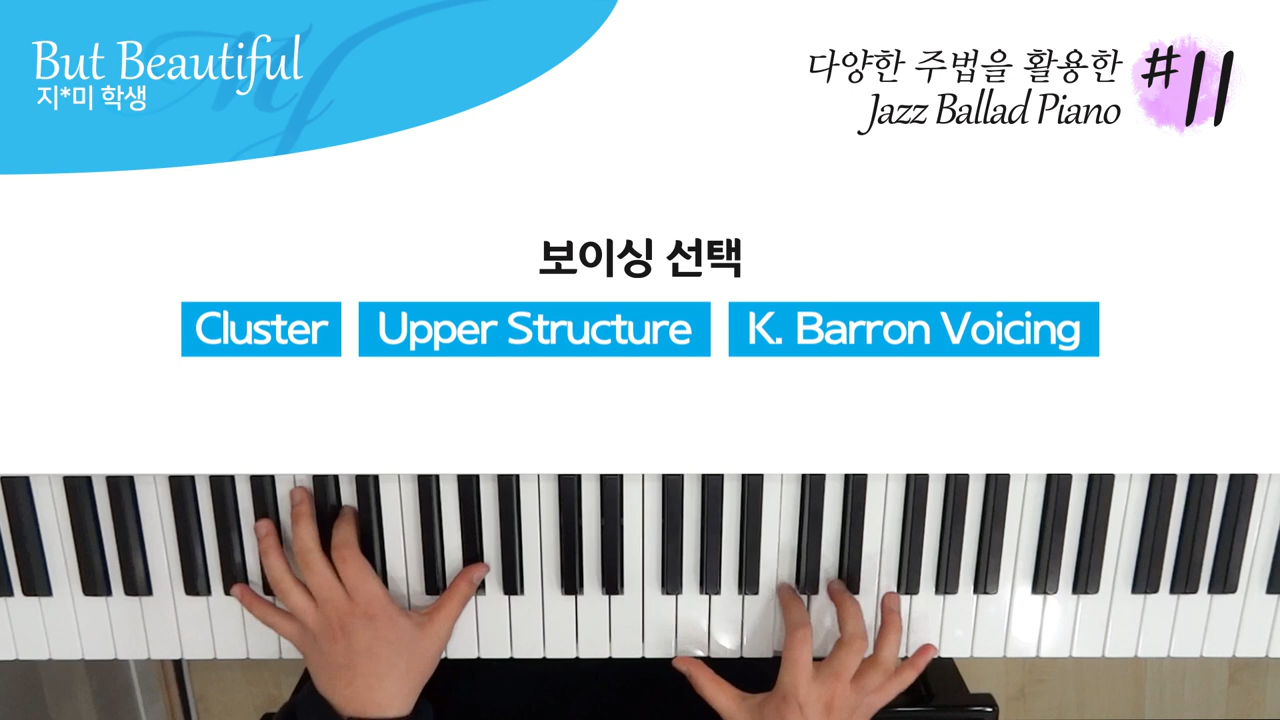 But Beautiful
지*미 학생
다양한 주법을 활용한
Jazz Ballad Piano
#11
보이싱 선택
Cluster Upper Structure K. Barron Voicing